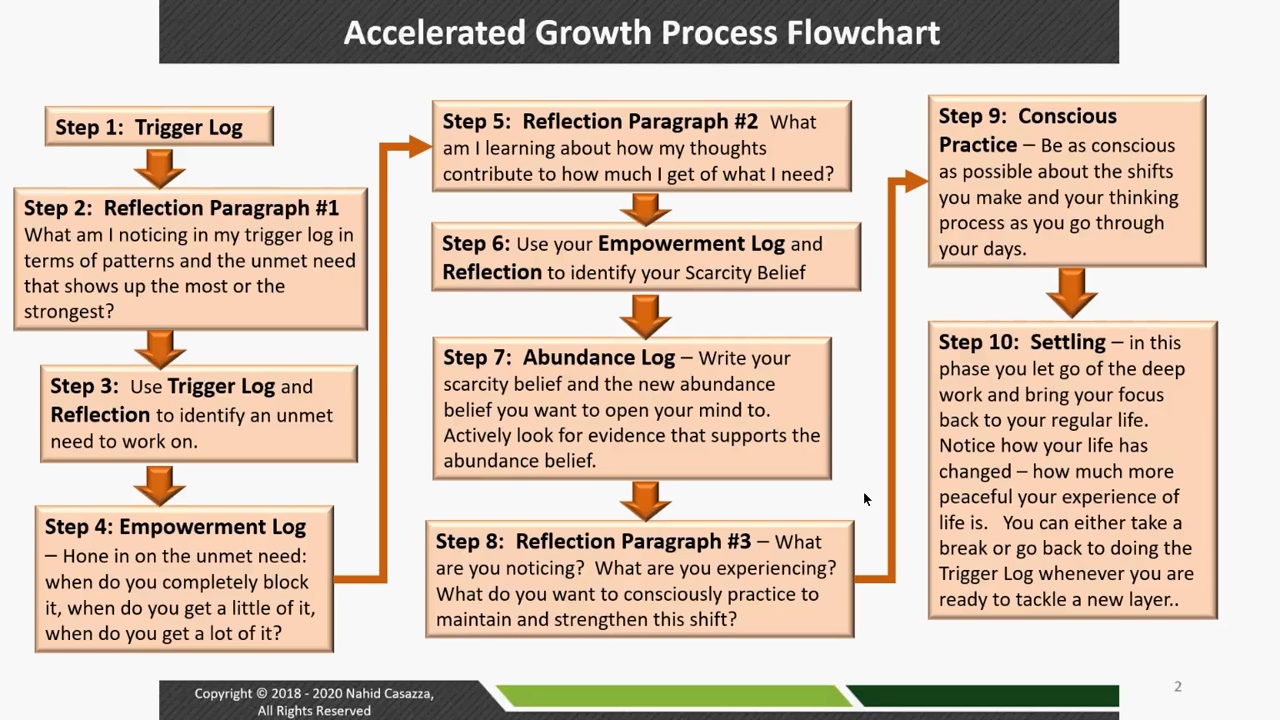 Accelerated Growth Process Flowchart
Step 1:  Trigger Log
Step 2:  Reflection Paragraph #1
What am I noticing in my trigger log in
terms of patterns and the unmet need
that shows up the most or the
strongest?
Step 3:  Use Trigger Log and
Reflection to identify an unmet
need to work on.
Step 4: Empowerment Log
– Hone in on the unmet need:
when do you completely block
it, when do you get a little of it,
when do you get a lot of it?
Step 5:  Reflection Paragraph #2  What
am I learning about how my thoughts
contribute to how much I get of what I need?
Step 6: Use your Empowerment Log and
Reflection to identify your Scarcity Belief
Step 7:  Abundance Log – Write your
scarcity belief and the new abundance
belief you want to open your mind to.
Actively look for evidence that supports the
abundance belief.
Step 8:  Reflection Paragraph #3 – What
are you noticing?  What are you experiencing?
What do you want to consciously practice to
maintain and strengthen this shift?
Step 9:  Conscious
Practice – Be as conscious
as possible about the shifts
you make and your thinking
process as you go through
your days.
Step 10:  Settling – in this
phase you let go of the deep
work and bring your focus
back to your regular life.
Notice how your life has
changed – how much more
peaceful your experience of
life is.   You can either take a
break or go back to doing the
Trigger Log whenever you are
ready to tackle a new layer..
Copyright © 2018 - 2020 Nahid Casazza,
All Rights Reserved
2